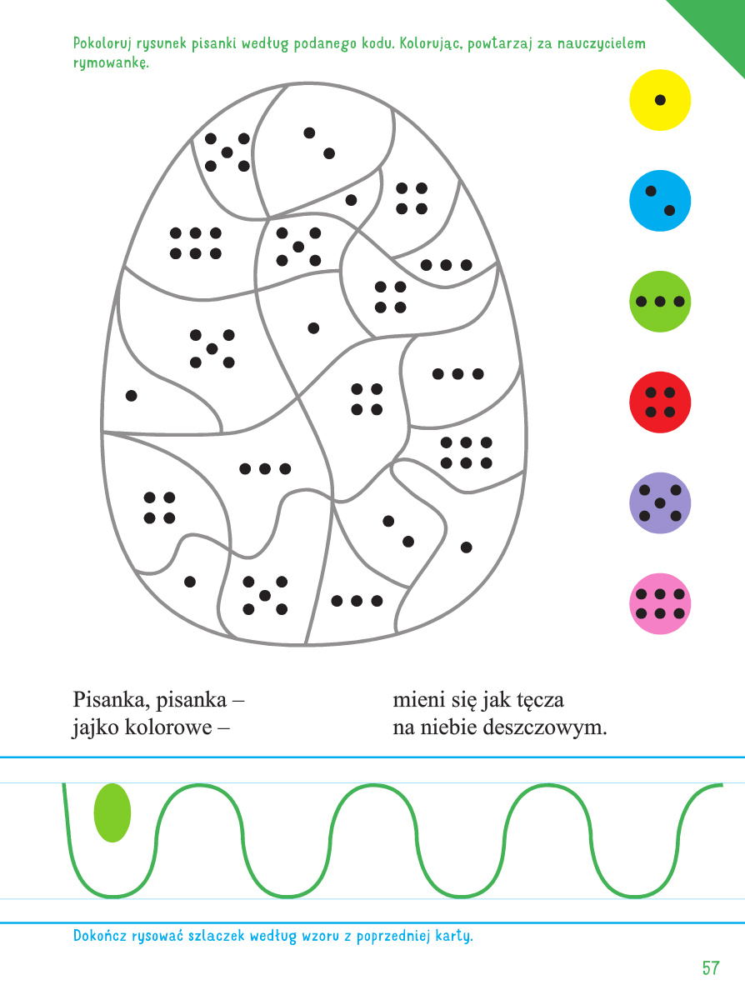 Pokoloruj rysunek pisanki według podanego kodu. Kolorując, powtarzaj za nauczycielem
rymowankę.
Pisanka, pisanka –
jajko kolorowe –
mieni się jak tęcza
na niebie deszczowym.
Dokończ rysować szlaczek według wzoru z poprzedniej karty.
57